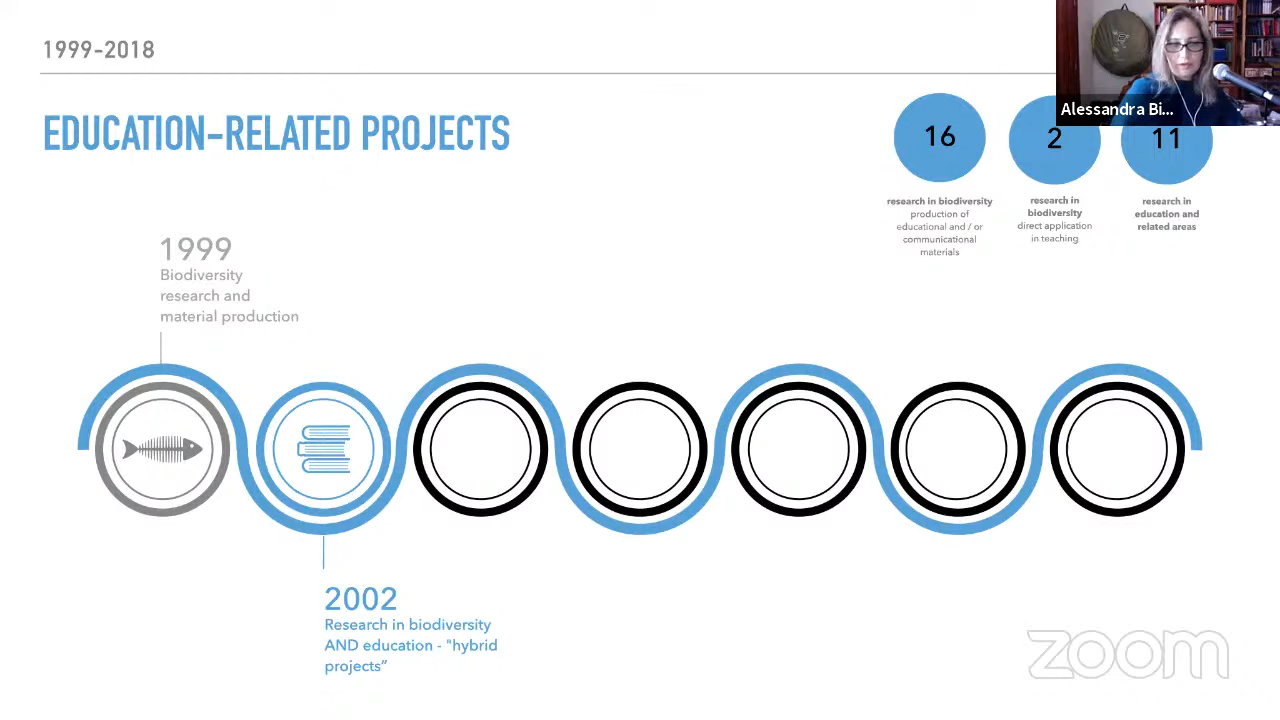 1999-2018
Alessandra Bi...
EDUCATION-RELATED PROJECTS
16
2
11
research in biodiversity
production of
educational and / or
communicational
materials
research in
biodiversity
direct application
in teaching
research in
education and
related areas
1999
Biodiversity
research and
material production
2002
Research in biodiversity
AND education - "hybrid
projects”
zoom